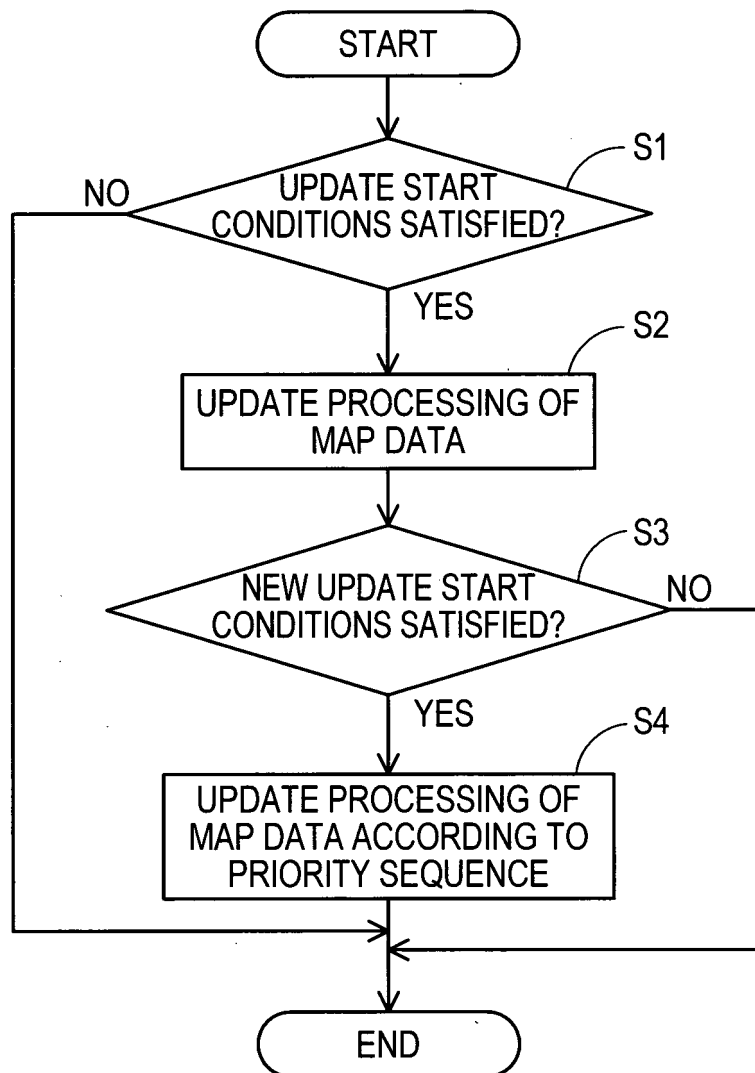 START
S1
NO
UPDATE START
CONDITIONS SATISFIED?
YES
S2
UPDATE PROCESSING OF
MAP DATA
S3
NEW UPDATE START
CONDITIONS SATISFIED?
NO
YES
S4
UPDATE PROCESSING OF
MAP DATA ACCORDING TO
PRIORITY SEQUENCE
END